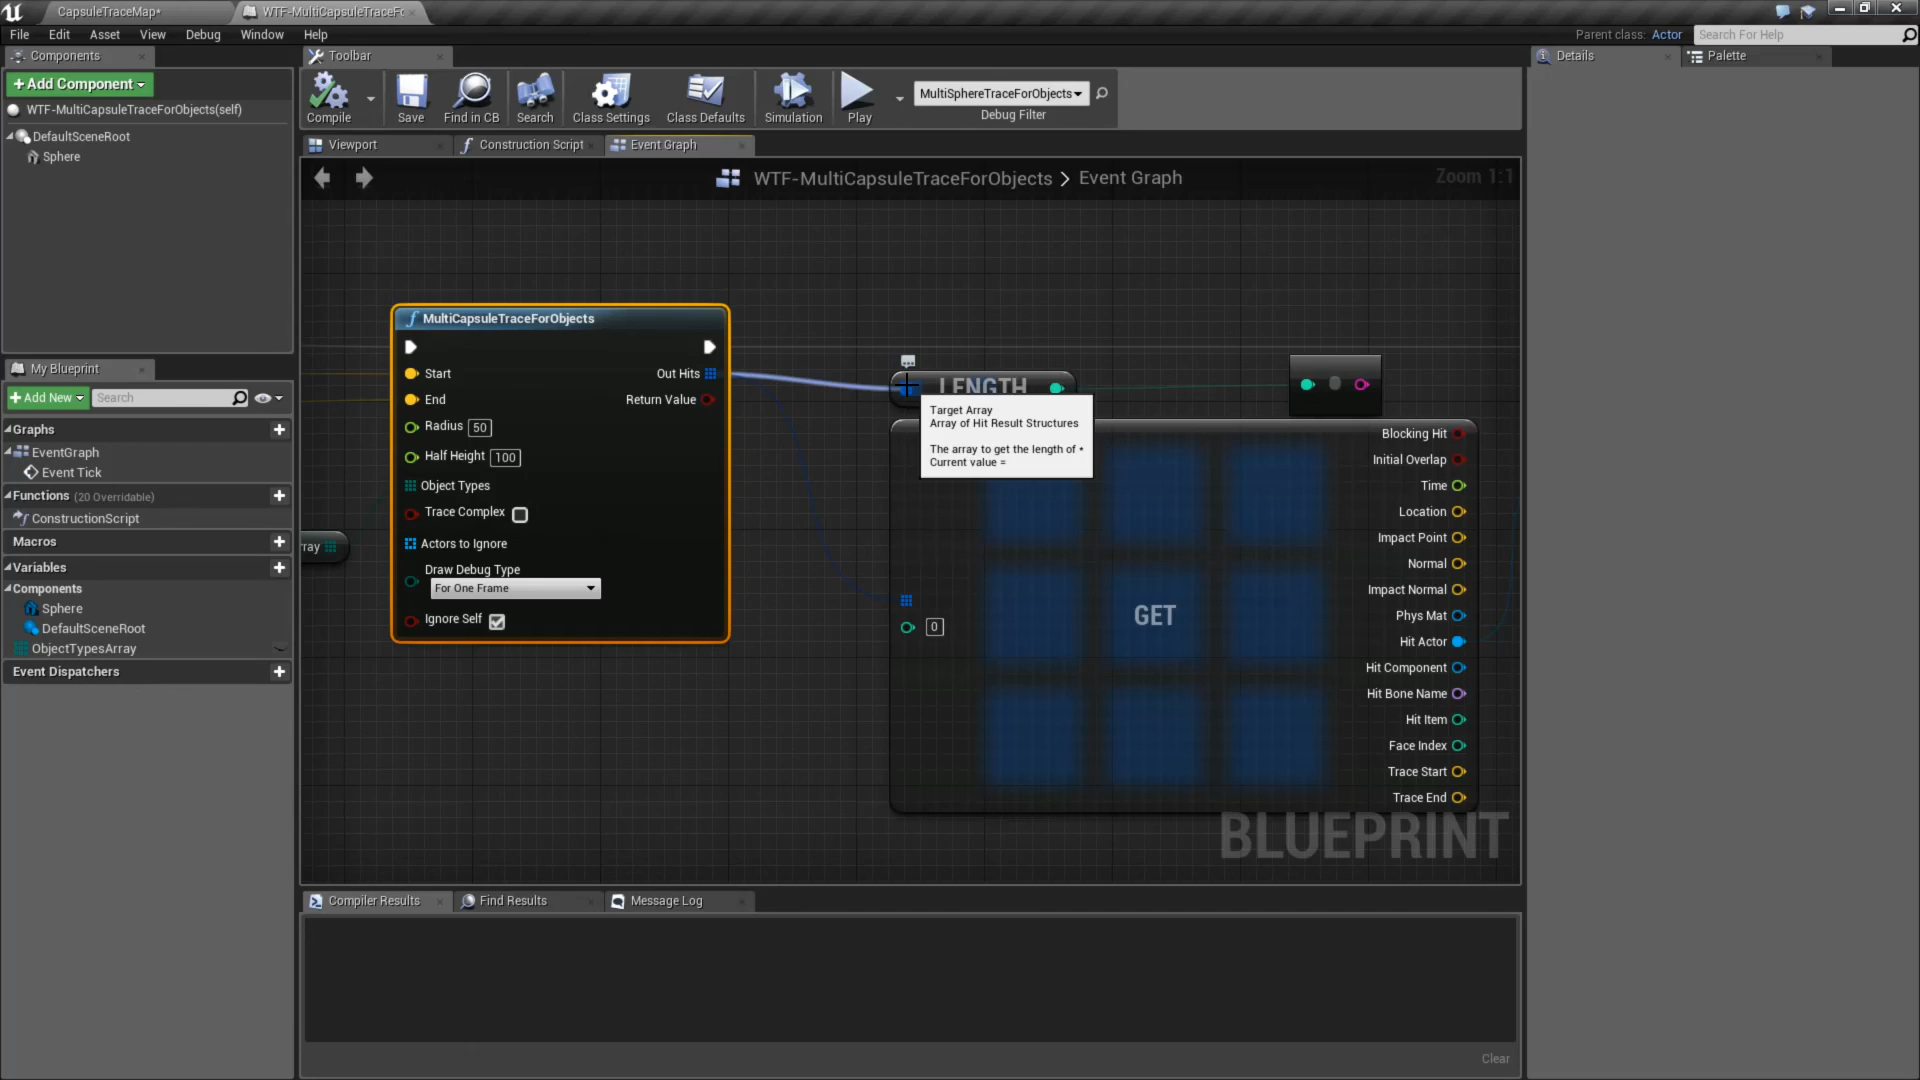 CapsuleTraceMap*
WTF-MultiCapsuleTraceFo
File Edit Asset View Debug Window Help
Parent class: Actor
Search For Help
Components
Toolbar
Details
Palette
+Add Component
WTF-MultiCapsuleTraceForObjects(self)
DefaultSceneRoot
Sphere
Compile
Save
Find in CB
Search
Class Settings
Class Defaults
Simulation
Play
MultiSphereTraceForObjects
Debug Filter
Viewport
Construction Script
Event Graph
WTF-MultiCapsuleTraceForObjects > Event Graph
Zoom 1:1
My Blueprint
+Add New
Search
Graphs
EventGraph
Event Tick
Functions (20 Overridable)
ConstructionScript
Macros
Variables
Components
Sphere
DefaultSceneRoot
ObjectTypesArray
Event Dispatchers
rray
MultiCapsuleTraceForObjects
Start
Out Hits
End
Return Value
Radius 50
Half Height 100
Object Types
Trace Complex
Actors to Ignore
Draw Debug Type
For One Frame
Ignore Self
LENGTH
Target Array
Array of Hit Result Structures
The array to get the length of *
Current value =
0
GET
Blocking Hit
Initial Overlap
Time
Location
Impact Point
Normal
Impact Normal
Phys Mat
Hit Actor
Hit Component
Hit Bone Name
Hit Item
Face Index
Trace Start
Trace End
BLUEPRINT
Compiler Results
Find Results
Message Log
Clear